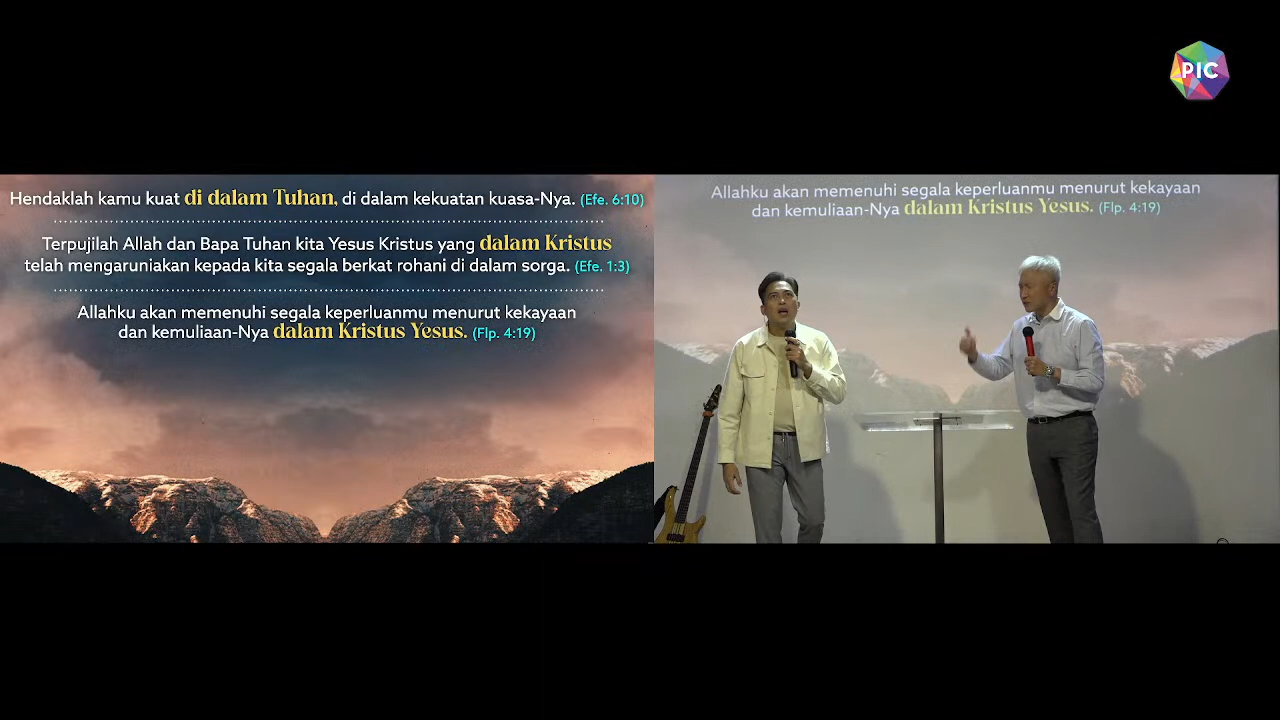 PIC
Hendaklah kamu kuat di dalam Tuhan, di dalam kekuatan kuasa-Nya. (Efe. 6:10)
Terpujilah Allah dan Bapa Tuhan kita Yesus Kristus yang dalam Kristus
telah mengaruniakan kepada kita segala berkat rohani di dalam sorga. (Efe. 1:3)
Allahku akan memenuhi segala keperluanmu menurut kekayaan
dan kemuliaan-Nya dalam Kristus Yesus. (Flp. 4:19)
Allahku akan memenuhi segala keperluanmu menurut kekayaan
dan kemuliaan-Nya dalam Kristus Yesus. (Flp. 4:19)